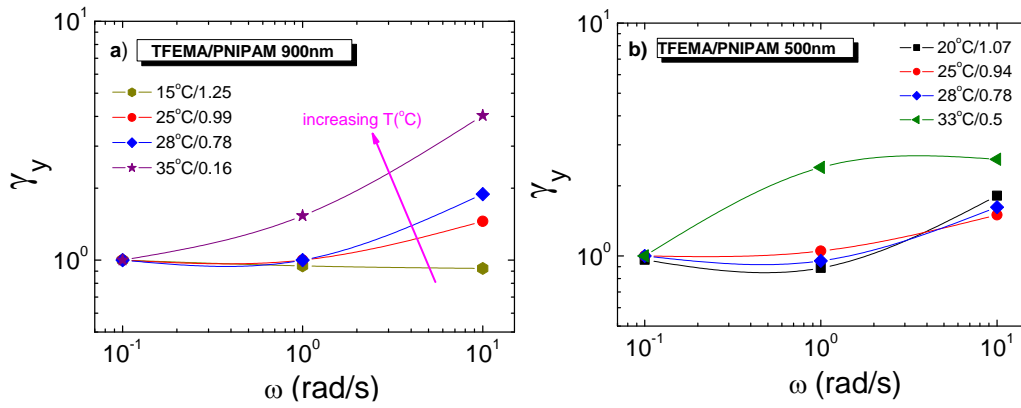 a) TFEMA/PNIPAM 900nm
15°C/1.25
25°C/0.99
28°C/0.78
35°C/0.16
increasing T(°C)
γy
10¹
10⁰
10⁻¹ 10⁰ 10¹
ω (rad/s)
b) TFEMA/PNIPAM 500nm
20°C/1.07
25°C/0.94
28°C/0.78
33°C/0.5
γy
10¹
10⁰
10⁻¹ 10⁰ 10¹
ω (rad/s)